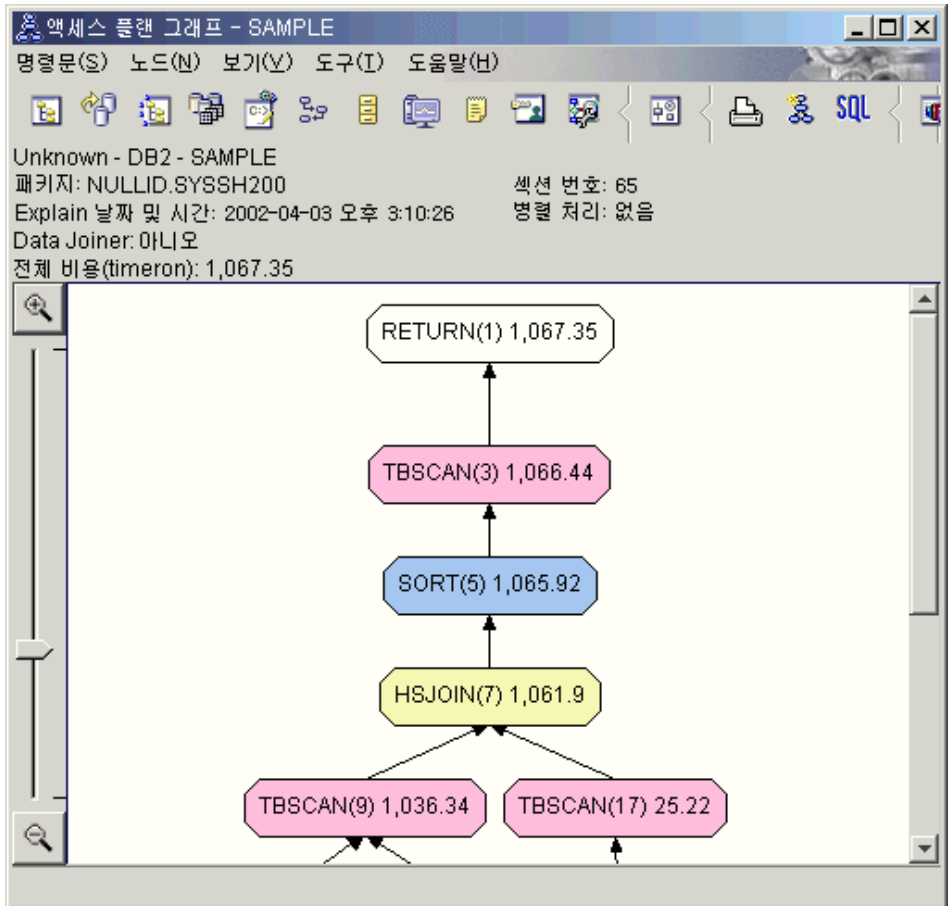 액세스 플랜 그래프 - SAMPLE
명령문(S) 노드(N) 보기(V) 도구(T) 도움말(H)
SQL
Unknown - DB2 - SAMPLE
패키지: NULLID.SYSSH200 섹션 번호: 65
Explain 날짜 및 시간: 2002-04-03 오후 3:10:26 병렬 처리: 없음
Data Joiner: 아니오
전체 비용(timeron): 1,067.35
RETURN(1) 1,067.35
TBSCAN(3) 1,066.44
SORT(5) 1,065.92
HSJOIN(7) 1,061.9
TBSCAN(9) 1,036.34 TBSCAN(17) 25.22